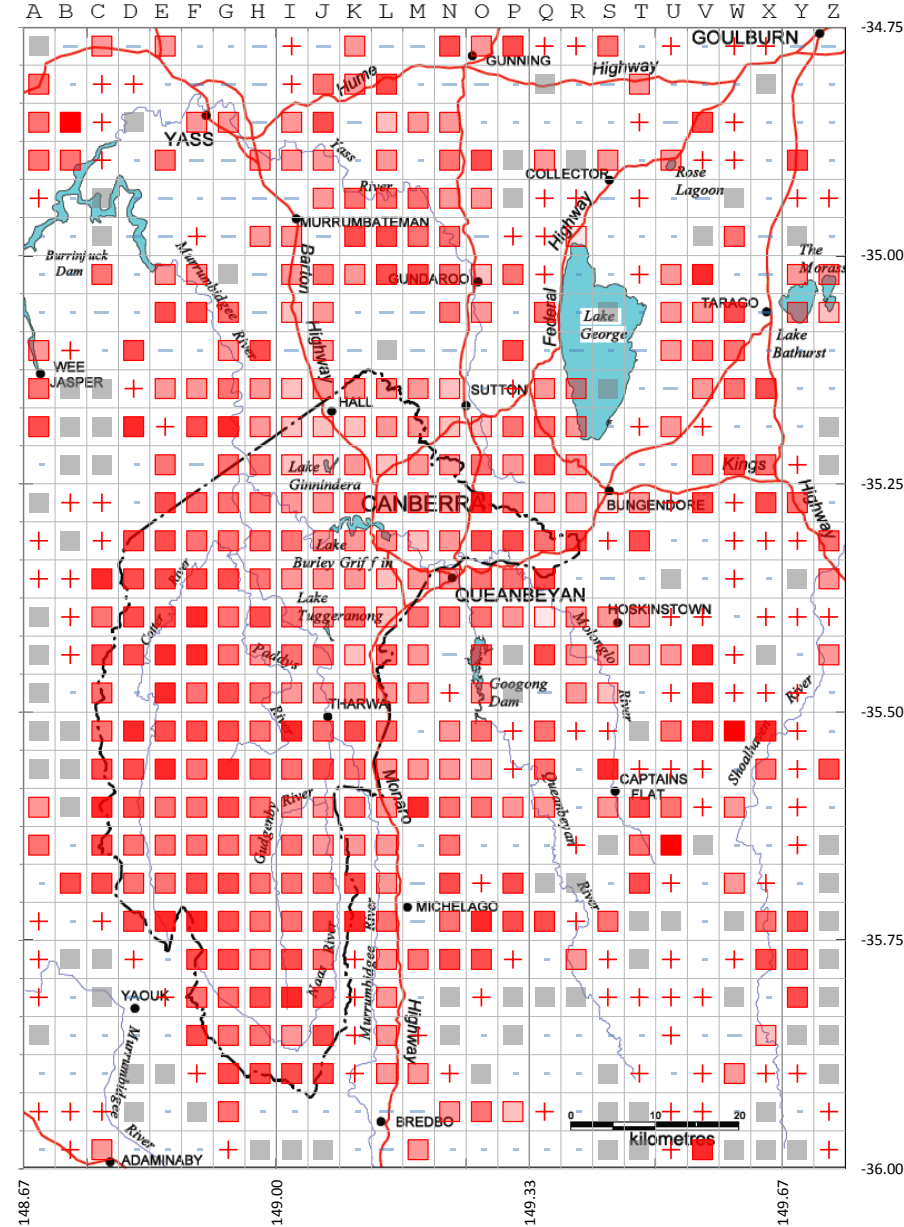 A B C D E F G H I J K L M N O P Q R S T U V W X Y Z
-34.75
GOULBURN
GUNNING
Hume
Highway
YASS
Yass
River
COLLECTOR
Rose
Lagoon
MURRUMBATEMAN
Highway
Burrinjuck
Dam
Murrumbidgee
River
Barton
Highway
GUNDAROO
-35.00
The
Morass
Federal
Lake
George
TARAGO
Lake
Bathurst
WEE
JASPER
SUTTON
HALL
Lake
Ginnindera
Kings
Highway
CANBERRA
-35.25
BUNGENDORE
Lake
Burley Griffin
Cotter
River
QUEANBEYAN
Lake
Tuggeranong
HOSKINSTOWN
Molonglo
River
Paddys
River
Googong
Dam
THARWA
River
Shoalhaven
-35.50
Monaro
Highway
Queanbeyan
River
CAPTAINS
FLAT
Gudgenby
River
MICHELAGO
Naas
River
Murrumbidgee
River
-35.75
YAOUK
Murrumbidgee
River
BREDBO
0 10 20
kilometres
ADAMINABY
-36.00
148.67
149.00
149.33
149.67